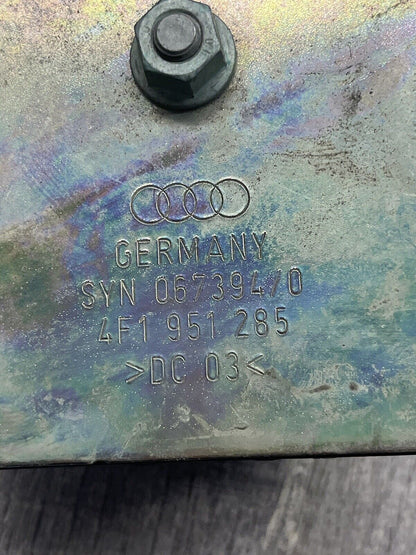 GERMANY
SYN 067394/0
4F1 951 285
>DC 03<